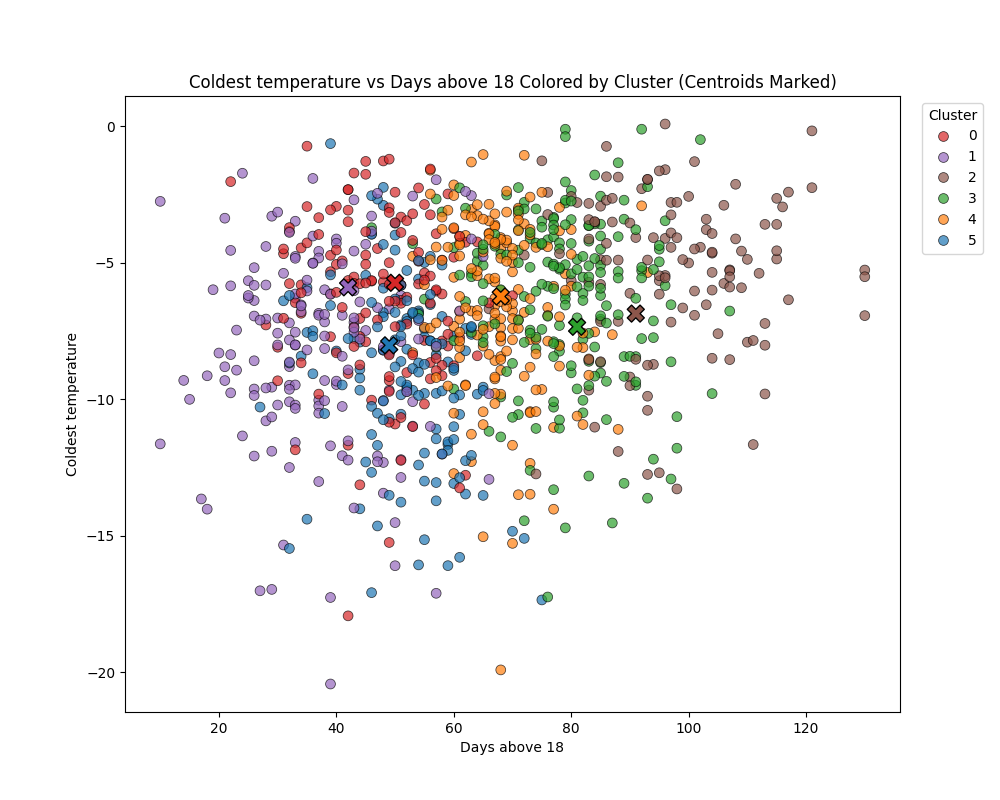 Coldest temperature vs Days above 18 Colored by Cluster (Centroids Marked)
Cluster
0
1
2
3
4
5
Coldest temperature
0
−5
−10
−15
−20
20 40 60 80 100 120
Days above 18